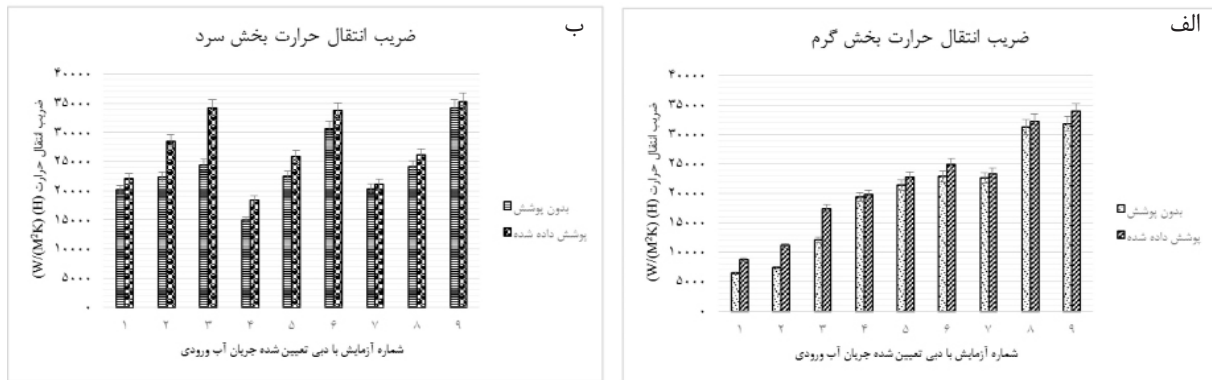 الف
ضریب انتقال حرارت بخش گرم
ضریب انتقال حرارت (H) (W/(M²K)
۴۰۰۰۰
۳۵۰۰۰
۳۰۰۰۰
۲۵۰۰۰
۲۰۰۰۰
۱۵۰۰۰
۱۰۰۰۰
۵۰۰۰
۰
۱ ۲ ۳ ۴ ۵ ۶ ۷ ۸ ۹
شماره آزمایش با دبی تعیین شده جریان آب ورودی
بدون پوشش
پوشش داده شده
ب
ضریب انتقال حرارت بخش سرد
ضریب انتقال حرارت (H) (W/(M²K)
۴۰۰۰۰
۳۵۰۰۰
۳۰۰۰۰
۲۵۰۰۰
۲۰۰۰۰
۱۵۰۰۰
۱۰۰۰۰
۵۰۰۰
۰
۱ ۲ ۳ ۴ ۵ ۶ ۷ ۸ ۹
شماره آزمایش با دبی تعیین شده جریان آب ورودی
بدون پوشش
پوشش داده شده